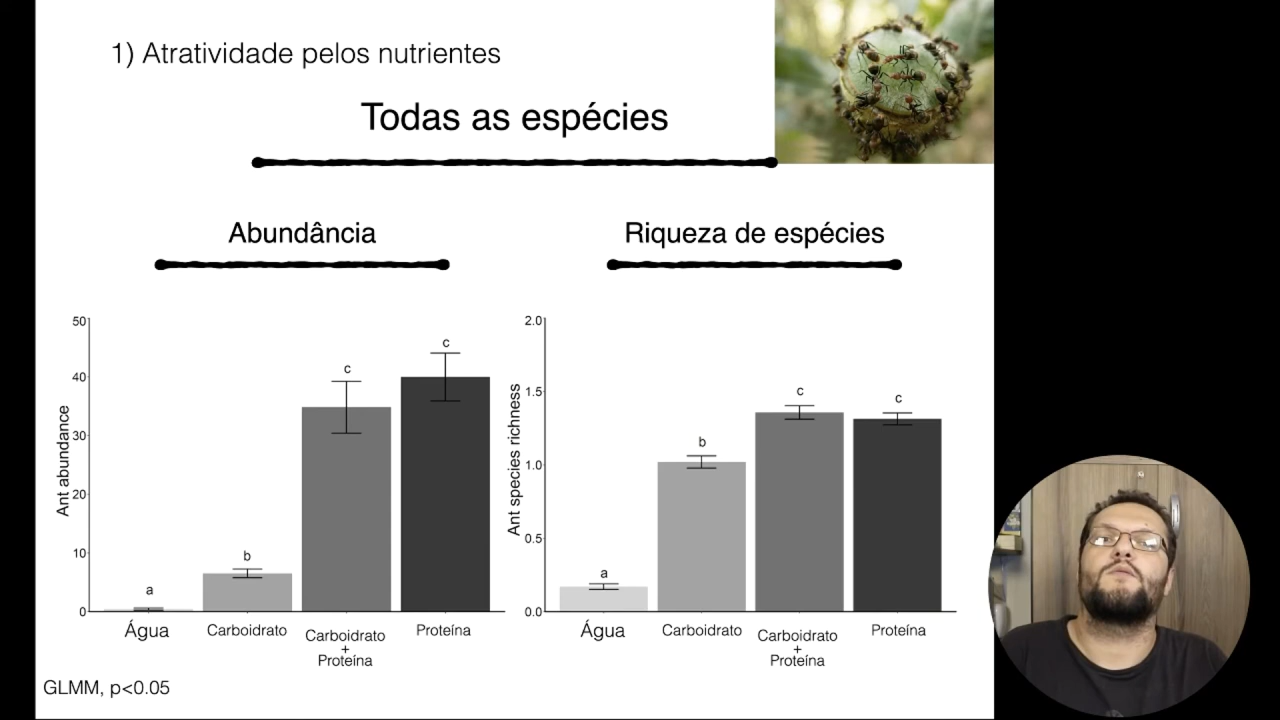 1) Atratividade pelos nutrientes
Todas as espécies
Abundância
Riqueza de espécies
Ant abundance
50
40
30
20
10
0
a
b
c
c
Água
Carboidrato
Carboidrato
+
Proteína
Proteína
Ant species richness
2.0
1.5
1.0
0.5
0.0
a
b
c
c
Água
Carboidrato
Carboidrato
+
Proteína
Proteína
GLMM, p<0.05